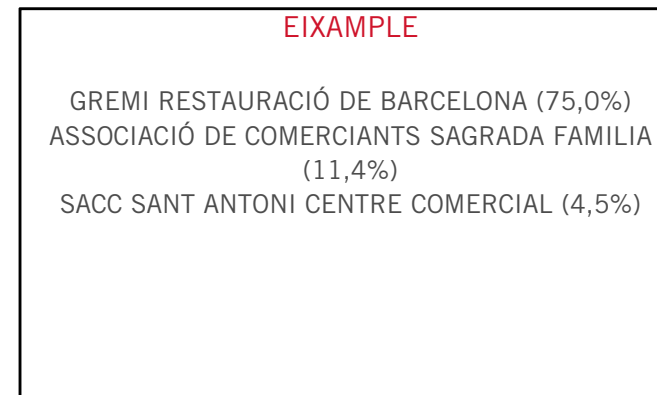 EIXAMPLE
GREMI RESTAURACIÓ DE BARCELONA (75,0%)
ASSOCIACIÓ DE COMERCIANTS SAGRADA FAMILIA
(11,4%)
SACC SANT ANTONI CENTRE COMERCIAL (4,5%)